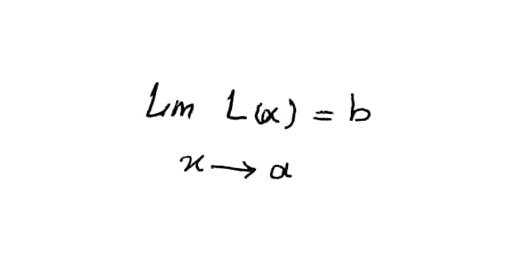 Lim L(x) = b
x → a